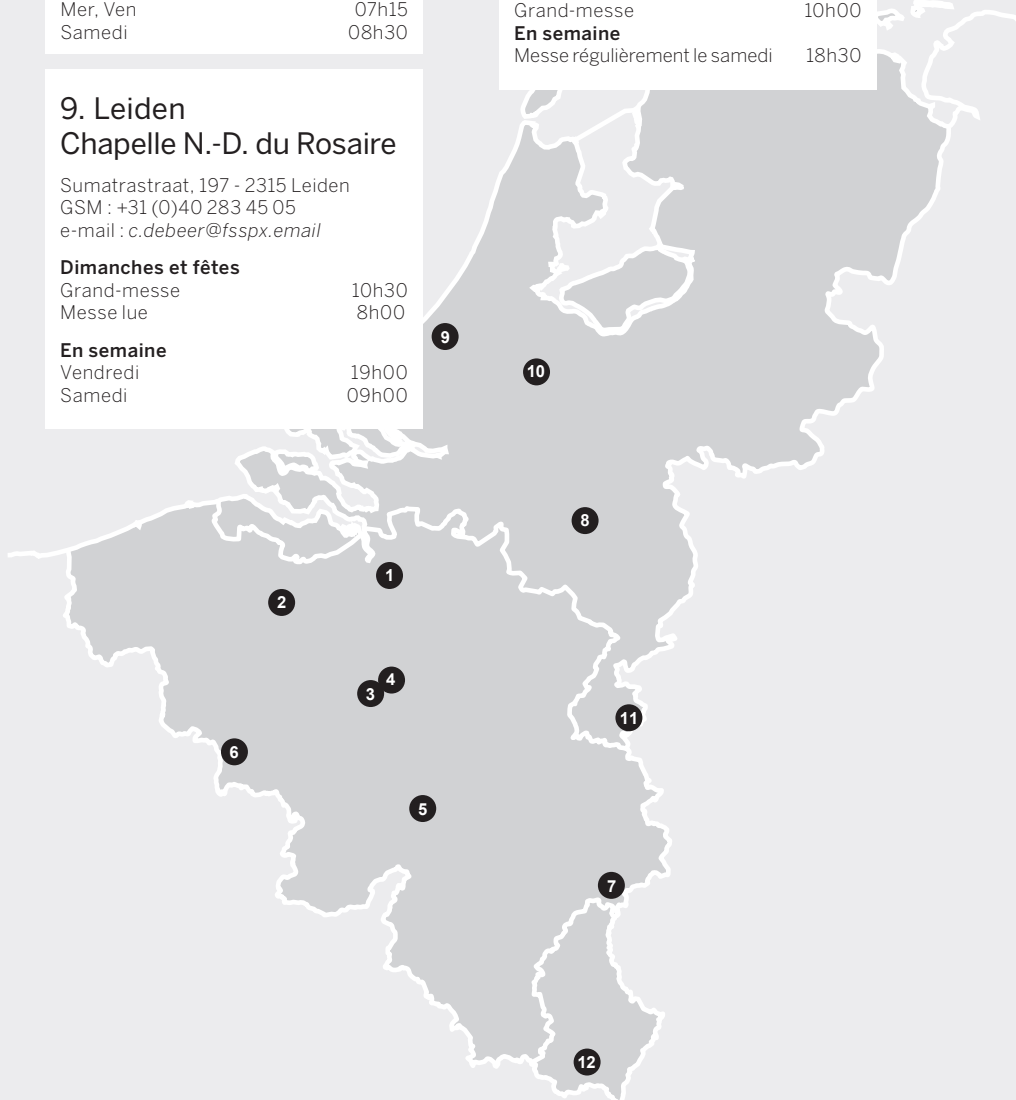 Mer, Ven 07h15
Samedi 08h30
9. Leiden
Chapelle N.-D. du Rosaire
Sumatrastraat, 197 - 2315 Leiden
GSM : +31 (0)40 283 45 05
e-mail : c.debeer@fsspx.email
Dimanches et fêtes
Grand-messe 10h30
Messe lue 8h00
En semaine
Vendredi 19h00
Samedi 09h00
Grand-messe 10h00
En semaine
Messe régulièrement le samedi 18h30
9
10
8
1
2
4
3
11
6
5
7
12